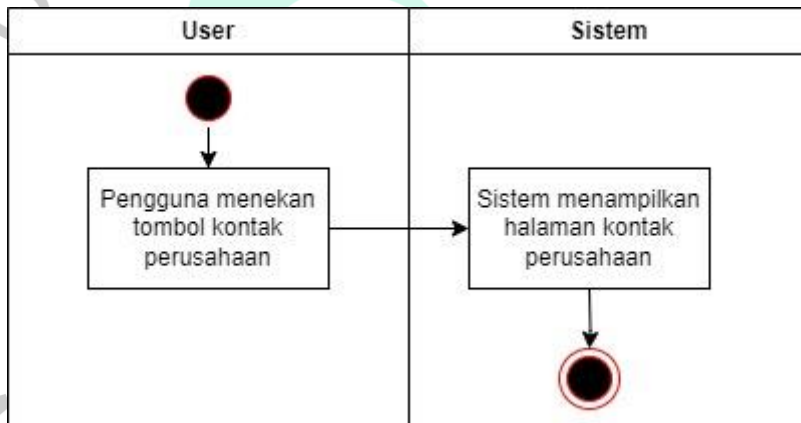 User
Sistem
Pengguna menekan
tombol kontak
perusahaan
Sistem menampilkan
halaman kontak
perusahaan